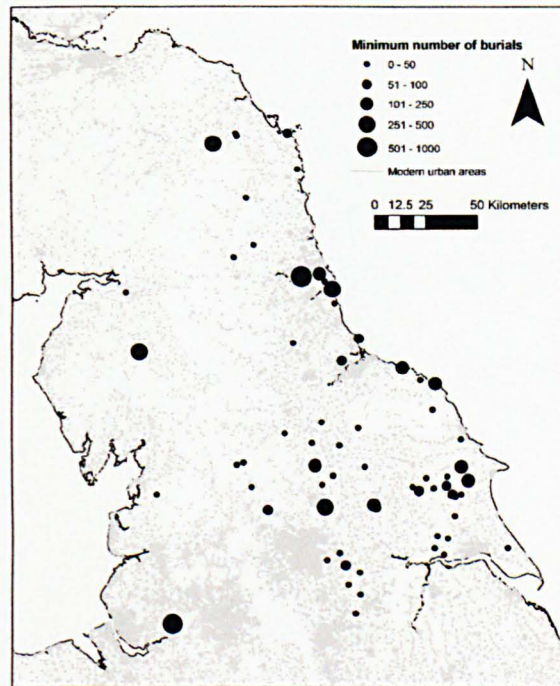 Minimum number of burials
0 - 50
51 - 100
101 - 250
251 - 500
501 - 1000
Modern urban areas
N
0 12.5 25 50 Kilometers